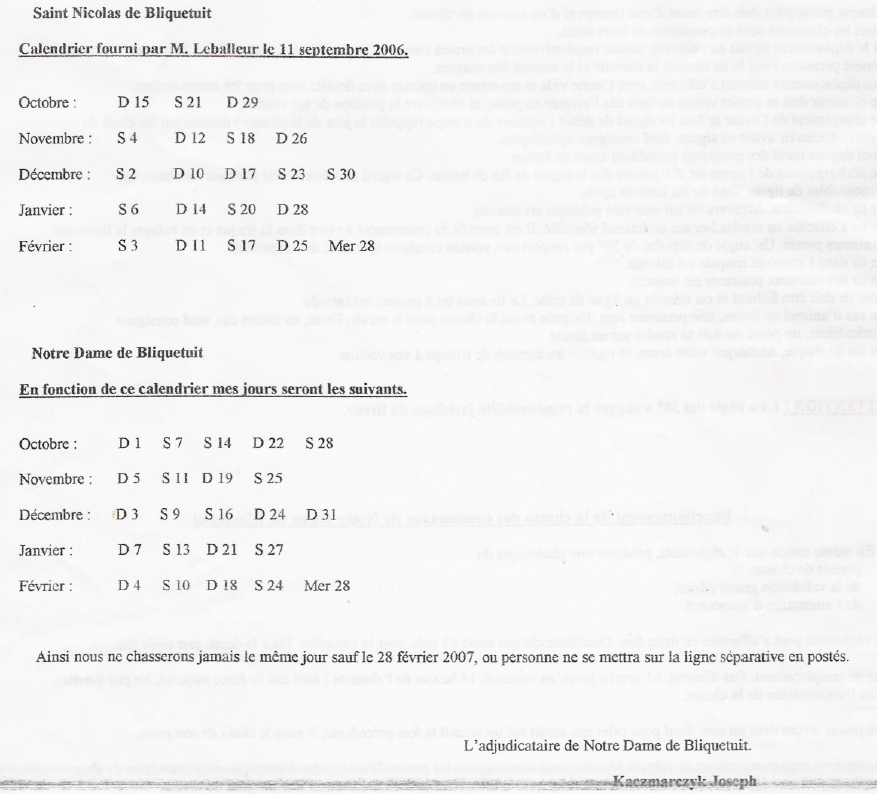 Saint Nicolas de Bliquetuit
Calendrier fourni par M. Leballeur le 11 septembre 2006.
Octobre : D 15 S 21 D 29
Novembre : S 4 D 12 S 18 D 26
Décembre : S 2 D 10 D 17 S 23 S 30
Janvier : S 6 D 14 S 20 D 28
Février : S 3 D 11 S 17 D 25 Mer 28
Notre Dame de Bliquetuit
En fonction de ce calendrier mes jours seront les suivants.
Octobre : D 1 S 7 S 14 D 22 S 28
Novembre : D 5 S 11 D 19 S 25
Décembre : D 3 S 9 S 16 D 24 D 31
Janvier : D 7 S 13 D 21 S 27
Février : D 4 S 10 D 18 S 24 Mer 28
Ainsi nous ne chasserons jamais le même jour sauf le 28 février 2007, ou personne ne se mettra sur la ligne séparative en postés.
L'adjudicataire de Notre Dame de Bliquetuit.
Kaczmarczyk Joseph